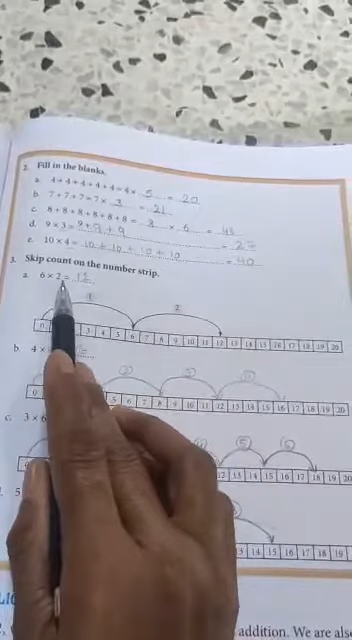 2. Fill in the blanks.
a. 4+4+4+4+4=4× 5 = 20
b. 7+7+7=7× 3 = 21
c. 8+8+8+8+8+8= 8 × 6 = 48
d. 9×3= 9+9+9 = 27
e. 10×4= 10+10+10+10 = 40
3. Skip count on the number strip.
a. 6×2= 12
1 2
0 3 4 5 6 7 8 9 10 11 12 13 14 15 16 17 18 19 20
b. 4×
0 5 6 7 8 9 10 11 12 13 14 15 16 17 18 19 20
c. 3×6
5 6
12 13 14 15 16 17 18 19 20
5
13 14 15 16 17 18 19
addition. We are also